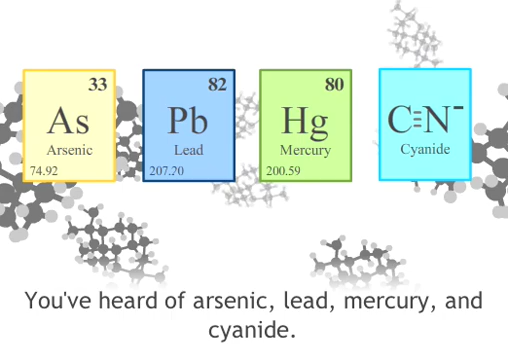 33
As
Arsenic
74.92
82
Pb
Lead
207.20
80
Hg
Mercury
200.59
C≡N⁻
Cyanide
You've heard of arsenic, lead, mercury, and
cyanide.